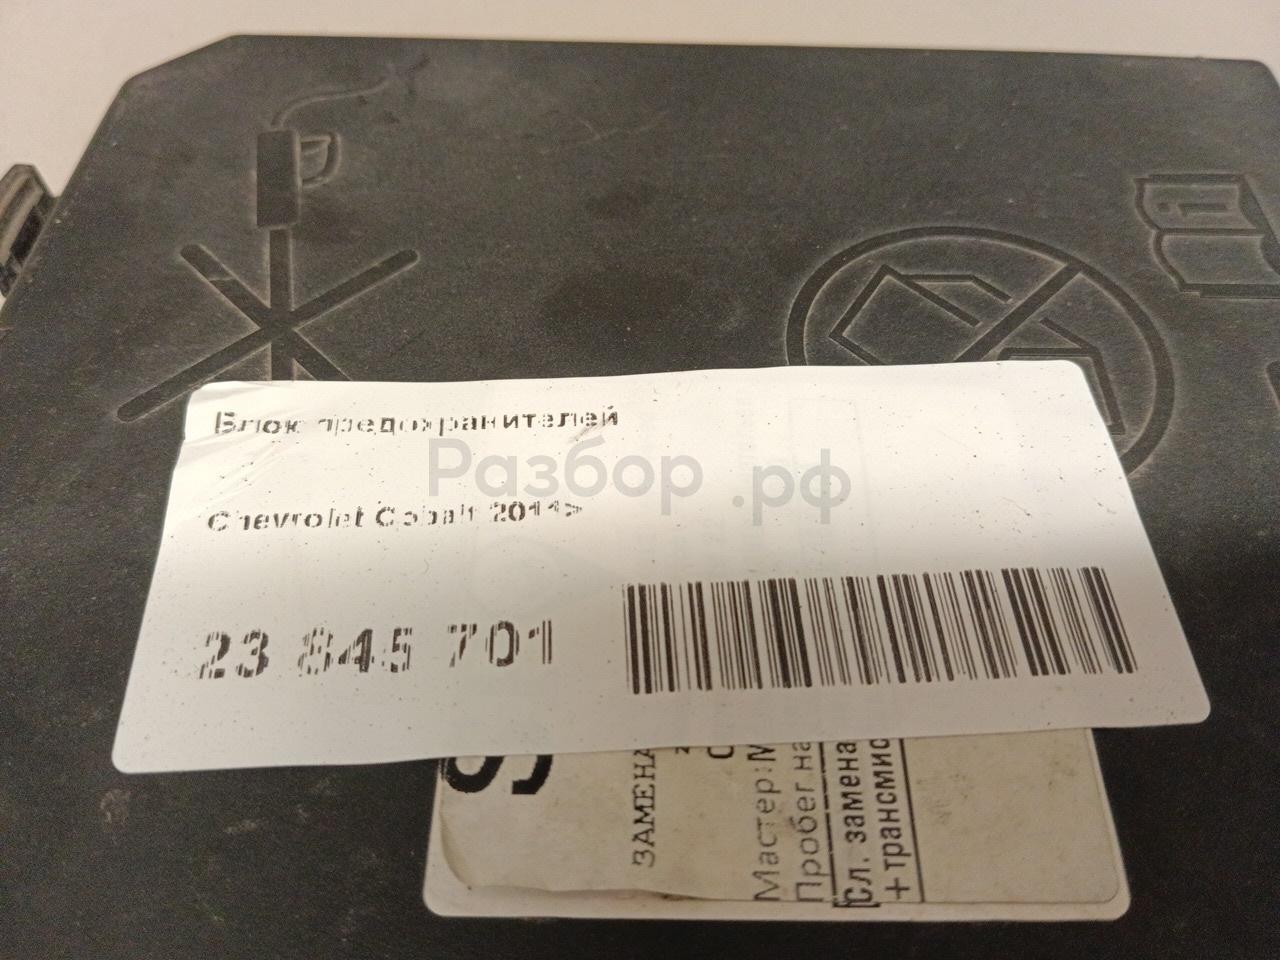 i
Блок предохранителей
Разбор.рф
Chevrolet Cobalt 2011>
23 845 701
ЗАМЕНА
Мастер: М
Пробег на
Сл. замена
+ трансмис